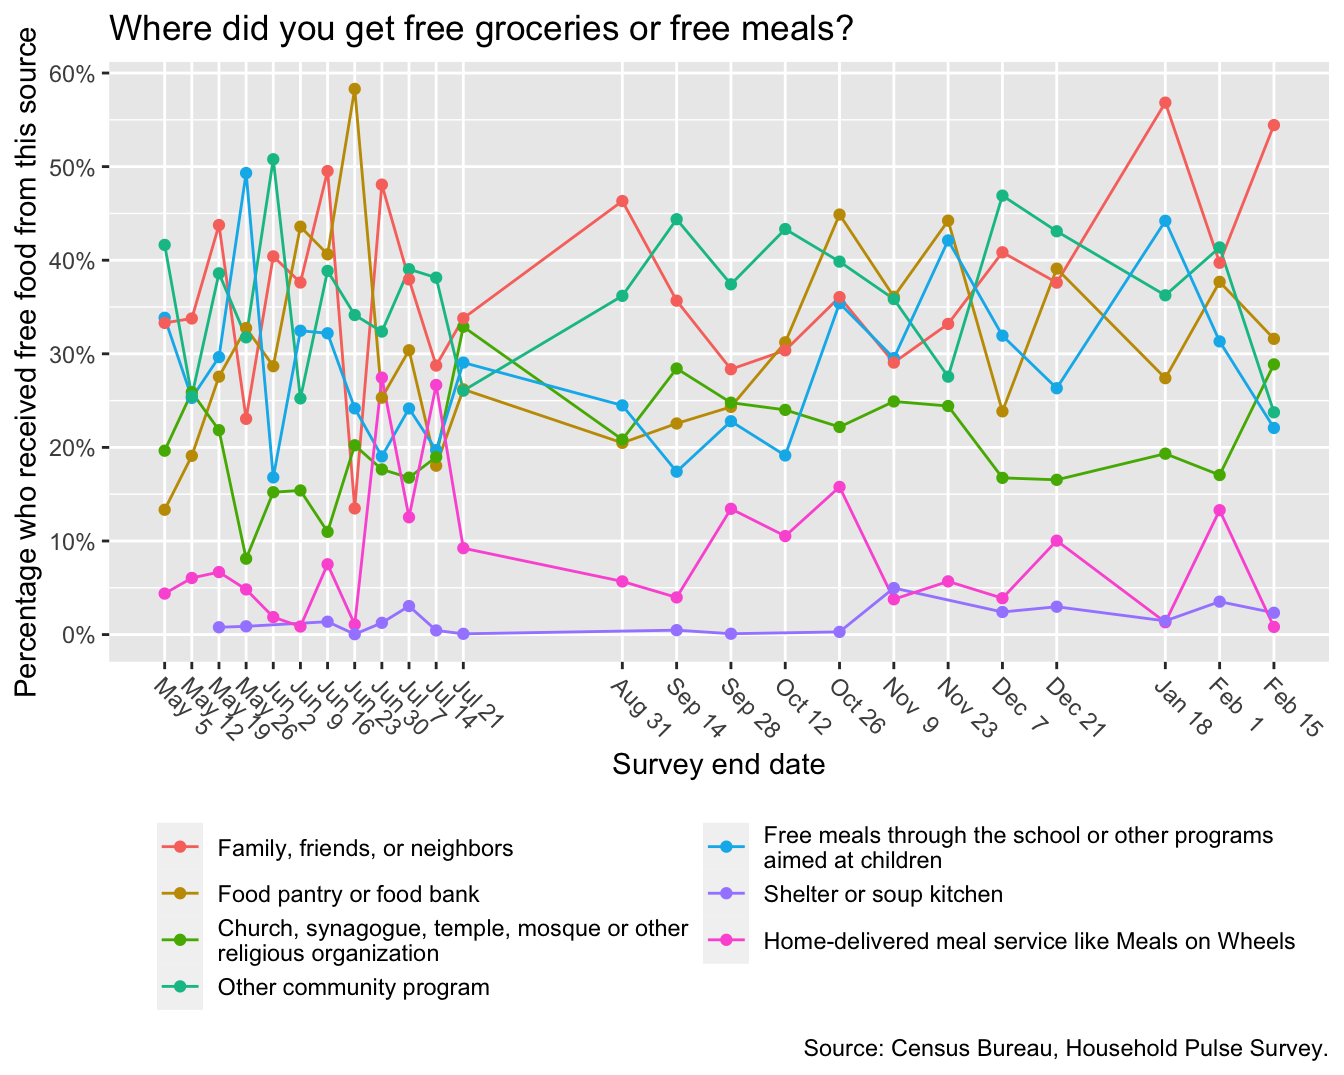 Where did you get free groceries or free meals?
Percentage who received free food from this source
60%
50%
40%
30%
20%
10%
0%
May 5
May 12
May 19
May 26
Jun 2
Jun 9
Jun 16
Jun 23
Jun 30
Jul 7
Jul 14
Jul 21
Aug 31
Sep 14
Sep 28
Oct 12
Oct 26
Nov 9
Nov 23
Dec 7
Dec 21
Jan 18
Feb 1
Feb 15
Survey end date
Family, friends, or neighbors
Food pantry or food bank
Church, synagogue, temple, mosque or other
religious organization
Other community program
Free meals through the school or other programs
aimed at children
Shelter or soup kitchen
Home-delivered meal service like Meals on Wheels
Source: Census Bureau, Household Pulse Survey.